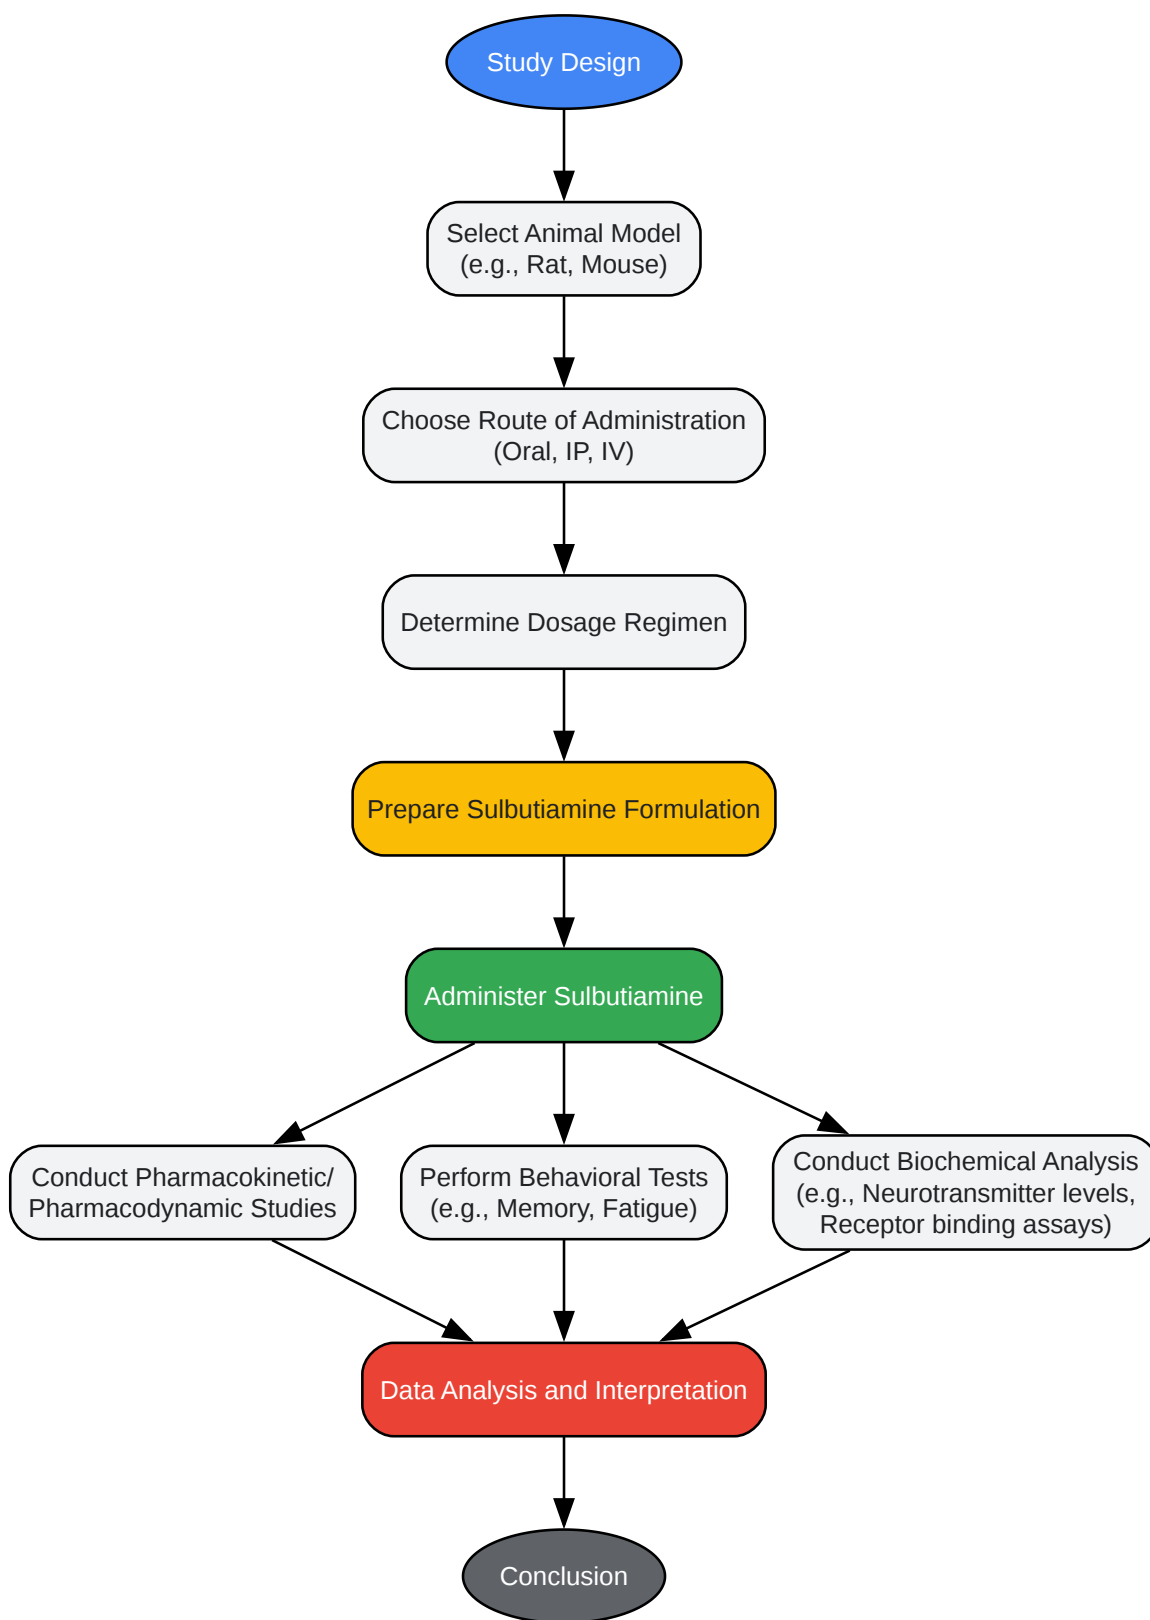 Study Design
Select Animal Model
(e.g., Rat, Mouse)
Choose Route of Administration
(Oral, IP, IV)
Determine Dosage Regimen
Prepare Sulbutiamine Formulation
Administer Sulbutiamine
Conduct Pharmacokinetic/
Pharmacodynamic Studies
Perform Behavioral Tests
(e.g., Memory, Fatigue)
Conduct Biochemical Analysis
(e.g., Neurotransmitter levels,
Receptor binding assays)
Data Analysis and Interpretation
Conclusion